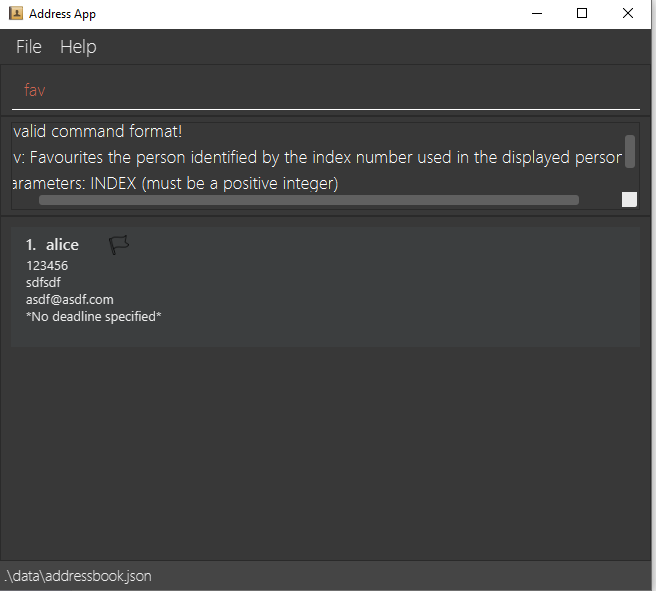 Address App
File Help
fav
valid command format!
v: Favourites the person identified by the index number used in the displayed person
arameters: INDEX (must be a positive integer)
1. alice
123456
sdfsdf
asdf@asdf.com
*No deadline specified*
.\data\addressbook.json